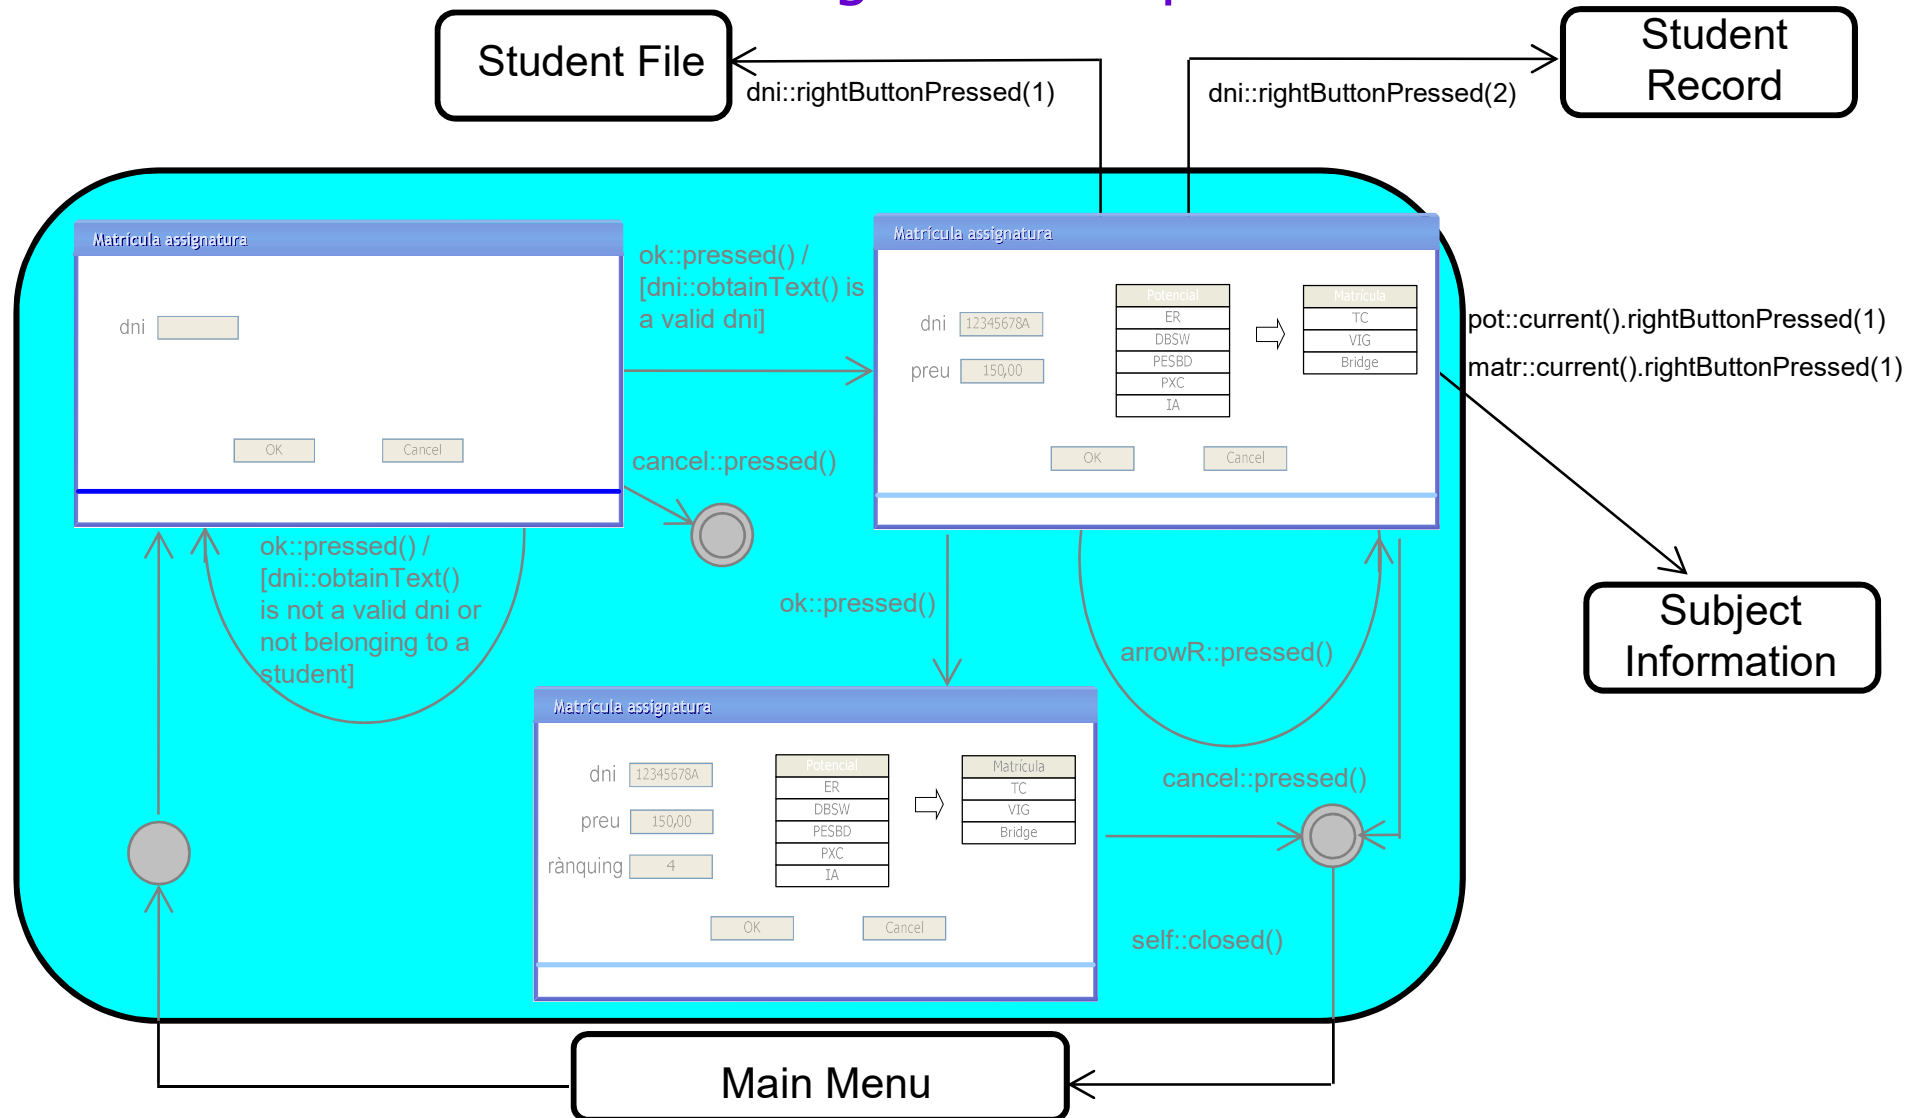 Student File
Student
Record
dni::rightButtonPressed(1)
dni::rightButtonPressed(2)
Matrícula assignatura
dni
OK
Cancel
ok::pressed() /
[dni::obtainText() is
a valid dni]
Matrícula assignatura
dni
12345678A
preu
150,00
Potencial
ER
DBSW
PESBD
PXC
IA
Matrícula
TC
VIG
Bridge
OK
Cancel
pot::current().rightButtonPressed(1)
matr::current().rightButtonPressed(1)
cancel::pressed()
ok::pressed() /
[dni::obtainText()
is not a valid dni or
not belonging to a
student]
ok::pressed()
arrowR::pressed()
Subject
Information
Matrícula assignatura
dni
12345678A
preu
150,00
rànquing
4
Potencial
ER
DBSW
PESBD
PXC
IA
Matrícula
TC
VIG
Bridge
OK
Cancel
cancel::pressed()
self::closed()
Main Menu